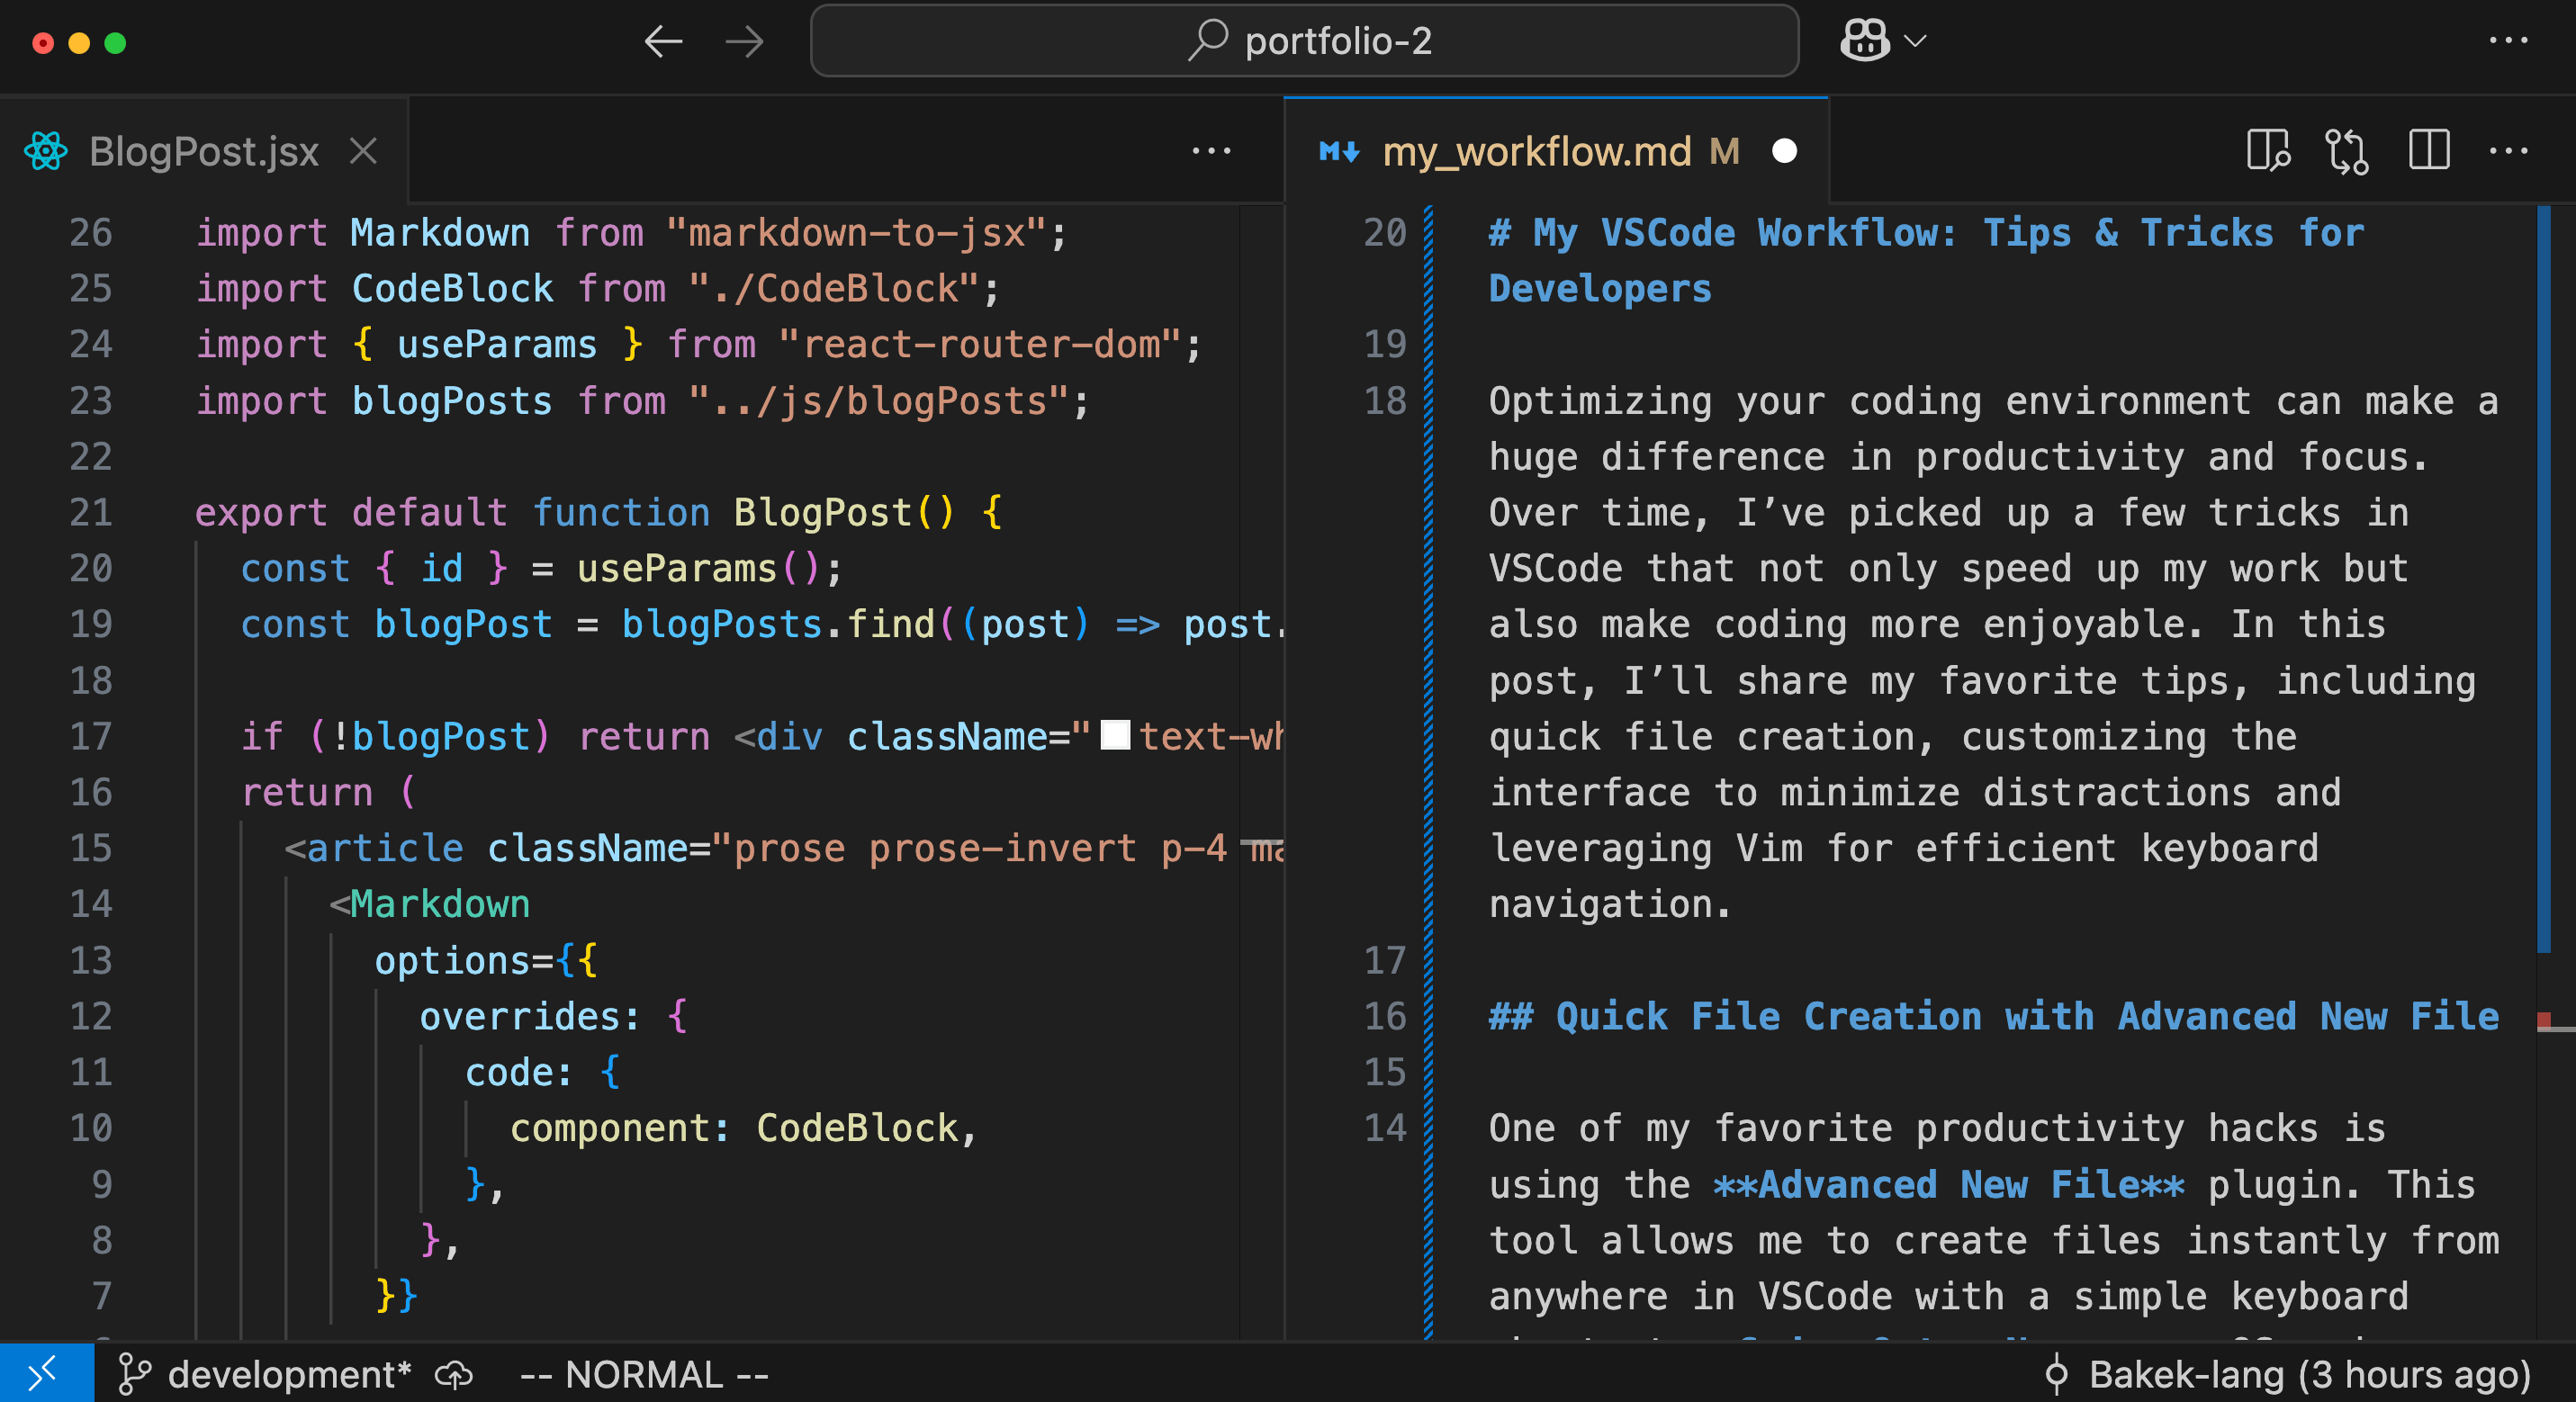 portfolio-2
BlogPost.jsx
26 import Markdown from "markdown-to-jsx";
25 import CodeBlock from "./CodeBlock";
24 import { useParams } from "react-router-dom";
23 import blogPosts from "../js/blogPosts";
22
21 export default function BlogPost() {
20 const { id } = useParams();
19 const blogPost = blogPosts.find((post) => post.
18
17 if (!blogPost) return <div className="text-wh
16 return (
15 <article className="prose prose-invert p-4 ma
14 <Markdown
13 options={{
12 overrides: {
11 code: {
10 component: CodeBlock,
9 },
8 },
7 }}
my_workflow.md M
20 # My VSCode Workflow: Tips & Tricks for
Developers
19
18 Optimizing your coding environment can make a
huge difference in productivity and focus.
Over time, I’ve picked up a few tricks in
VSCode that not only speed up my work but
also make coding more enjoyable. In this
post, I’ll share my favorite tips, including
quick file creation, customizing the
interface to minimize distractions and
leveraging Vim for efficient keyboard
navigation.
17
16 ## Quick File Creation with Advanced New File
15
14 One of my favorite productivity hacks is
using the **Advanced New File** plugin. This
tool allows me to create files instantly from
anywhere in VSCode with a simple keyboard
development*
-- NORMAL --
Bakek-lang (3 hours ago)